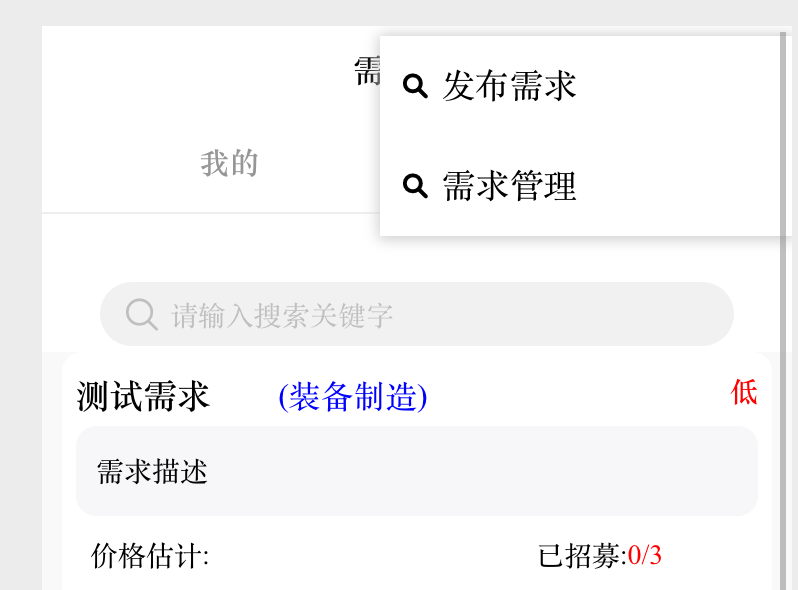 需
发布需求
我的
需求管理
请输入搜索关键字
测试需求 (装备制造) 低
需求描述
价格估计: 已招募:0/3